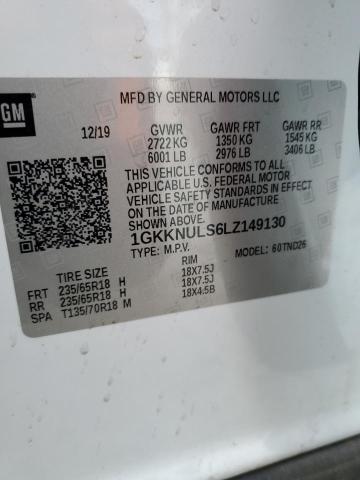 GM
MFD BY GENERAL MOTORS LLC
12/19 GVWR GAWR FRT GAWR RR
2722 KG 1350 KG 1545 KG
6001 LB 2976 LB 3406 LB
THIS VEHICLE CONFORMS TO ALL
APPLICABLE U.S. FEDERAL MOTOR
VEHICLE SAFETY STANDARDS IN EFFECT
ON THE DATE OF MANUFACTURE
SHOWN ABOVE.
1GKKNULS6LZ149130
TYPE: M.P.V. MODEL: 60TNO26
TIRE SIZE RIM
FRT 235/65R18 H 18X7.5J
RR 235/65R18 H 18X7.5J
SPA T135/70R18 M 18X4.5B